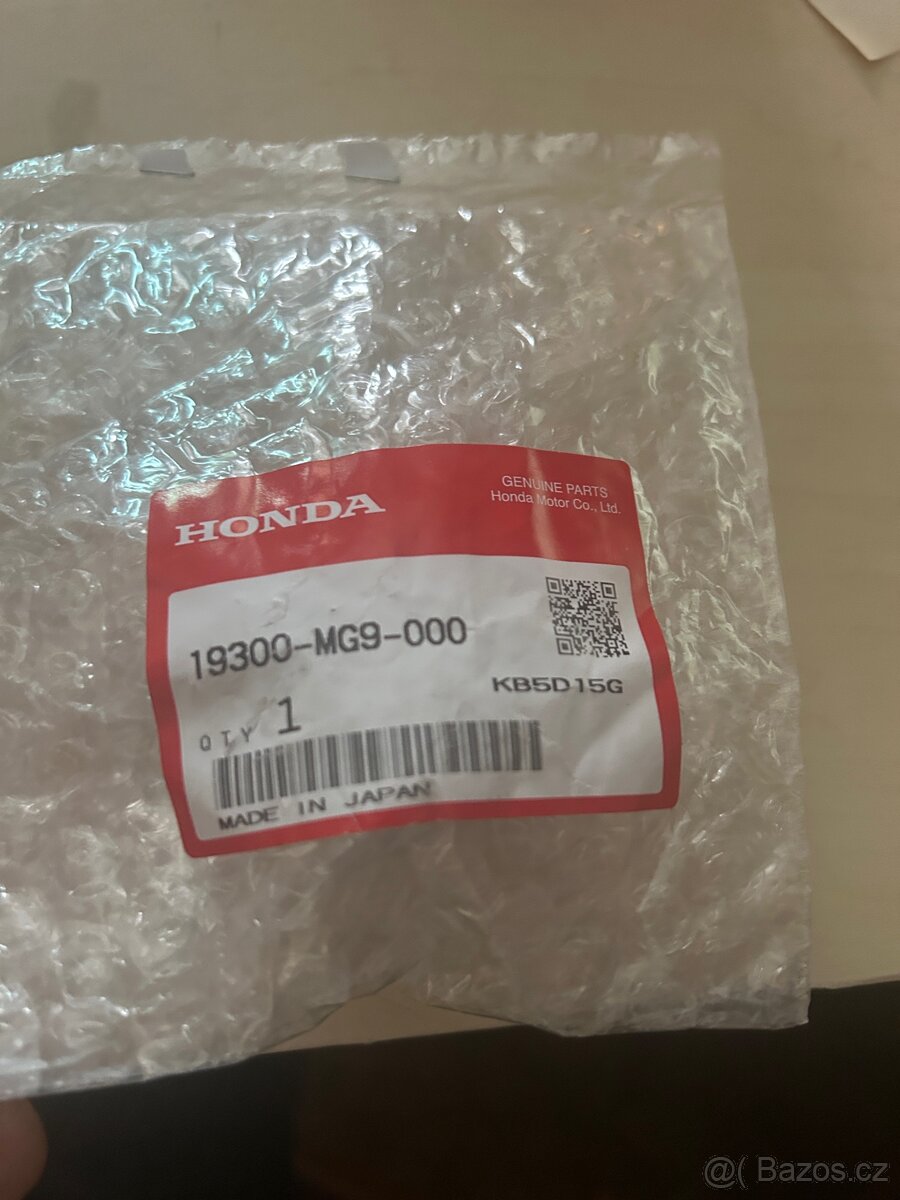 HONDA
GENUINE PARTS
Honda Motor Co., Ltd.
19300-MG9-000
KB5D15G
QTY 1
MADE IN JAPAN
@( Bazos.cz